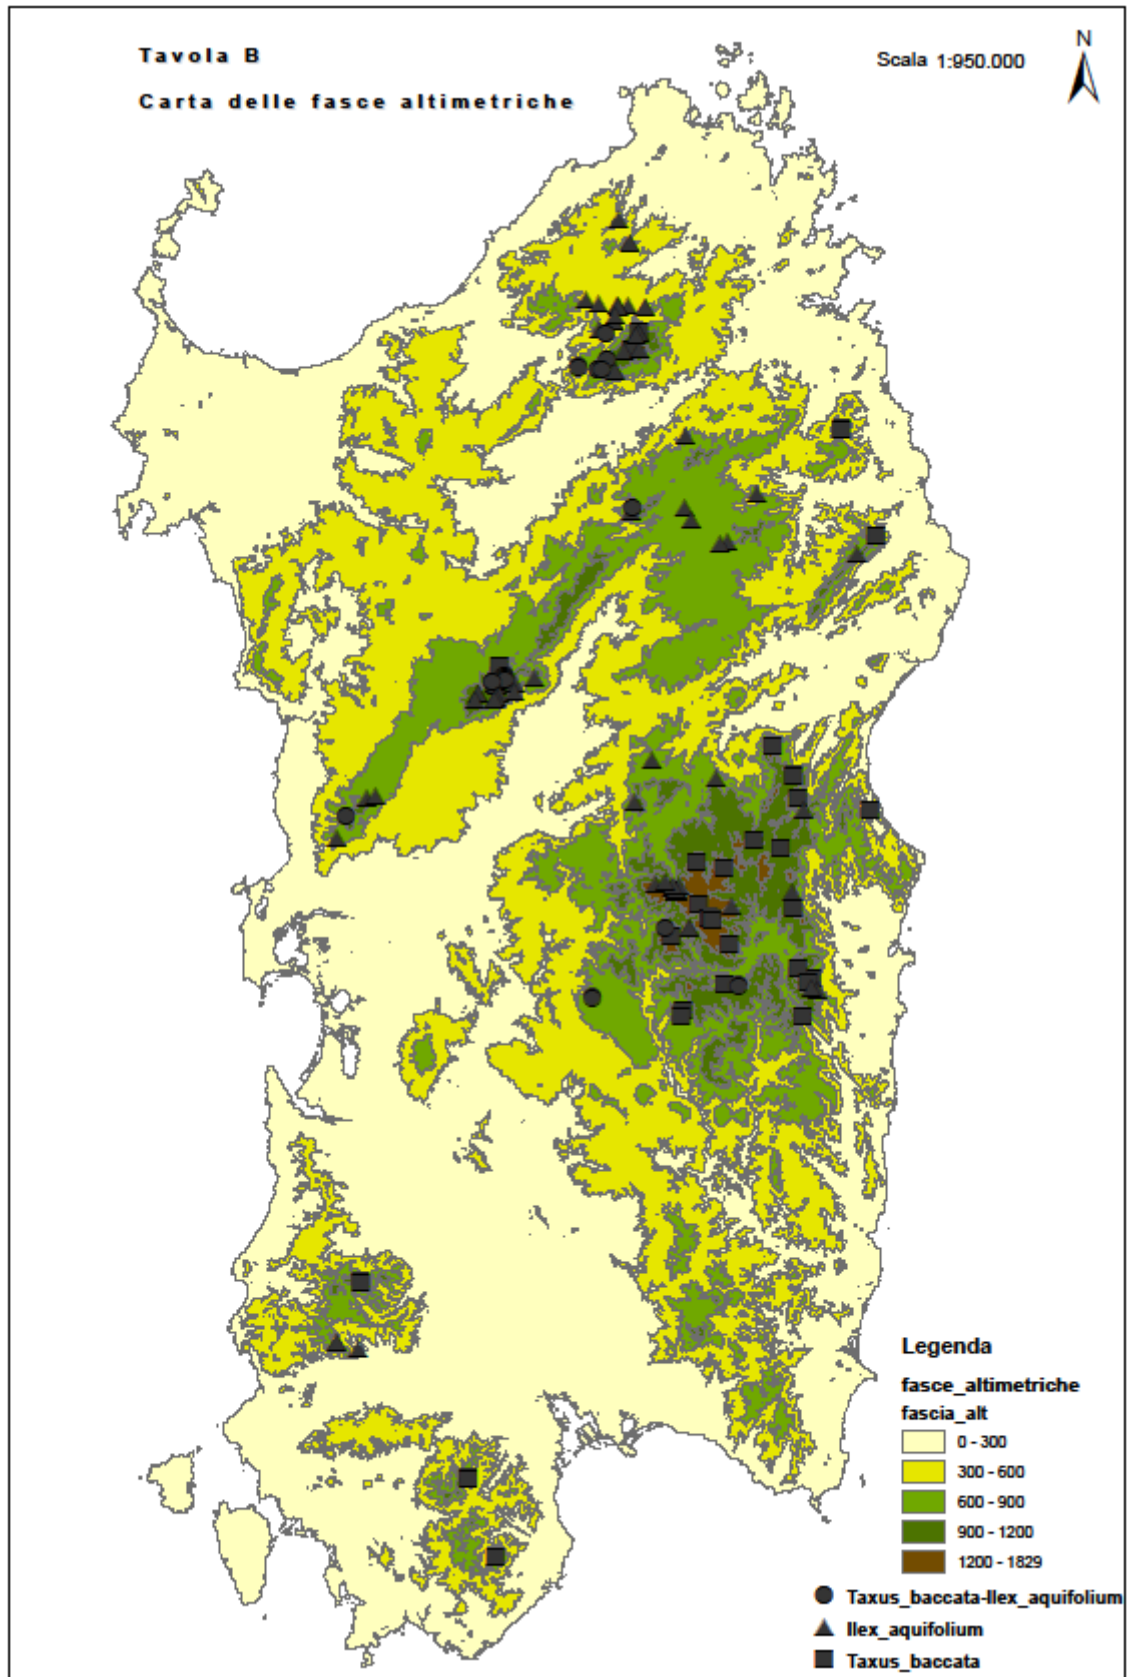 Tavola B
Scala 1:950.000
N
Carta delle fasce altimetriche
Legenda
fasce_altimetriche
fascia_alt
0 - 300
300 - 600
600 - 900
900 - 1200
1200 - 1829
Taxus_baccata-Ilex_aquifolium
Ilex_aquifolium
Taxus_baccata